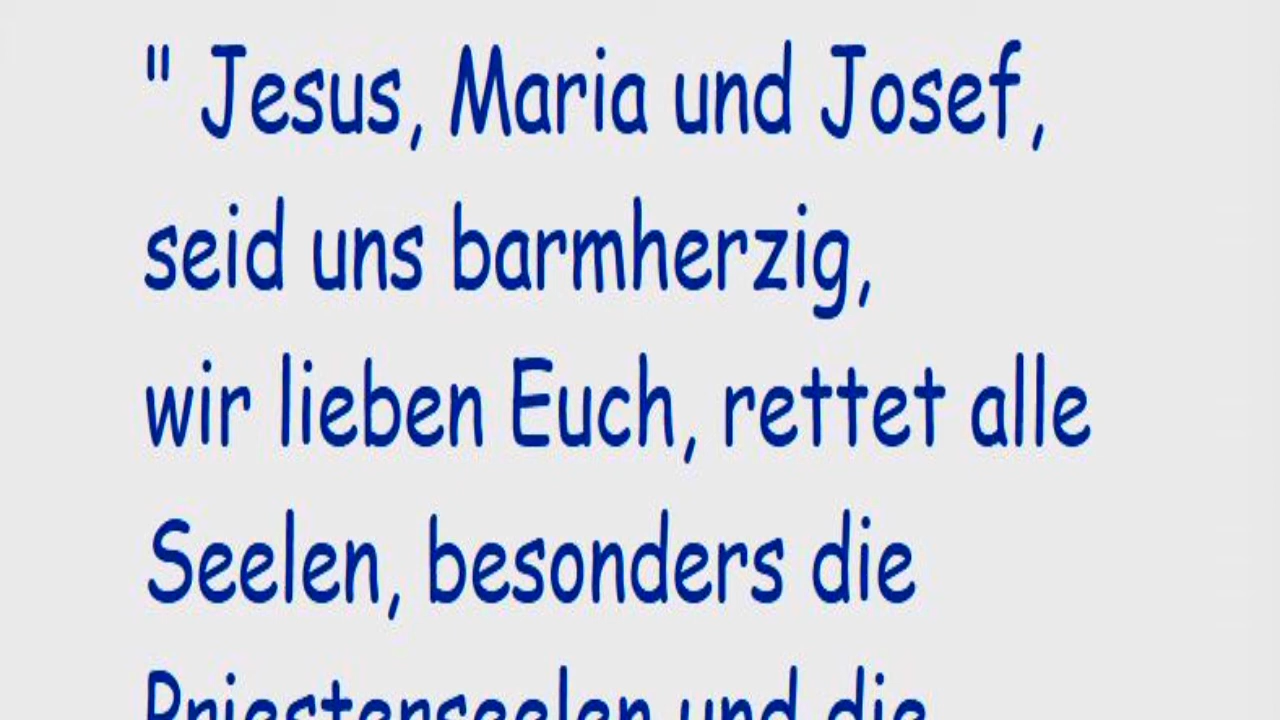 " Jesus, Maria und Josef,
seid uns barmherzig,
wir lieben Euch, rettet alle
Seelen, besonders die
Priesterseelen und die